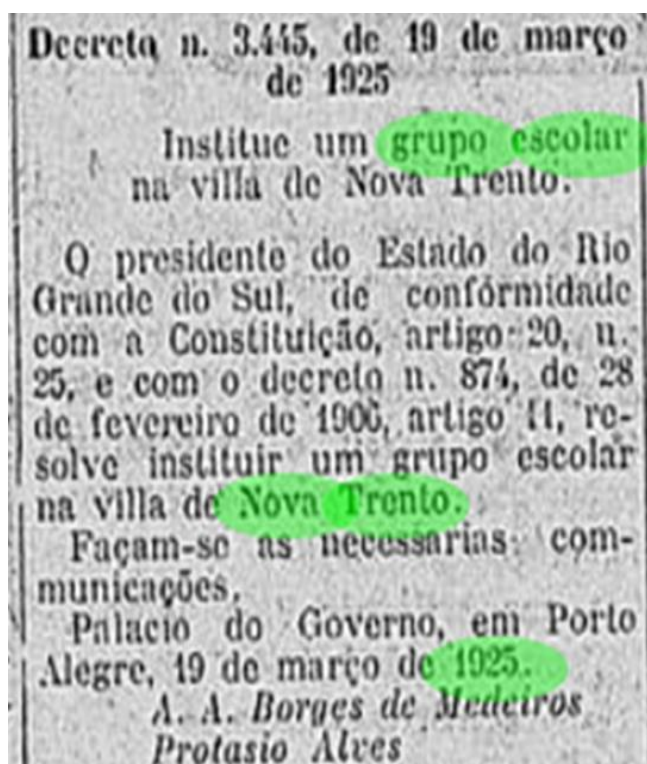 Decreto n. 3.445, de 19 de março
de 1925
Institue um grupo escolar
na villa de Nova Trento.
O presidente do Estado do Rio
Grande do Sul, de confórmidade
com a Constituição, artigo 20, n.
25, e com o decreto n. 874, de 28
de fevereiro de 1906, artigo 11, re-
solve instituir um grupo escolar
na villa de Nova Trento.
Façam-se as necessarias com-
municações.
Palacio do Governo, em Porto
Alegre, 19 de março de 1925.
A. A. Borges de Medeiros
Protasio Alves